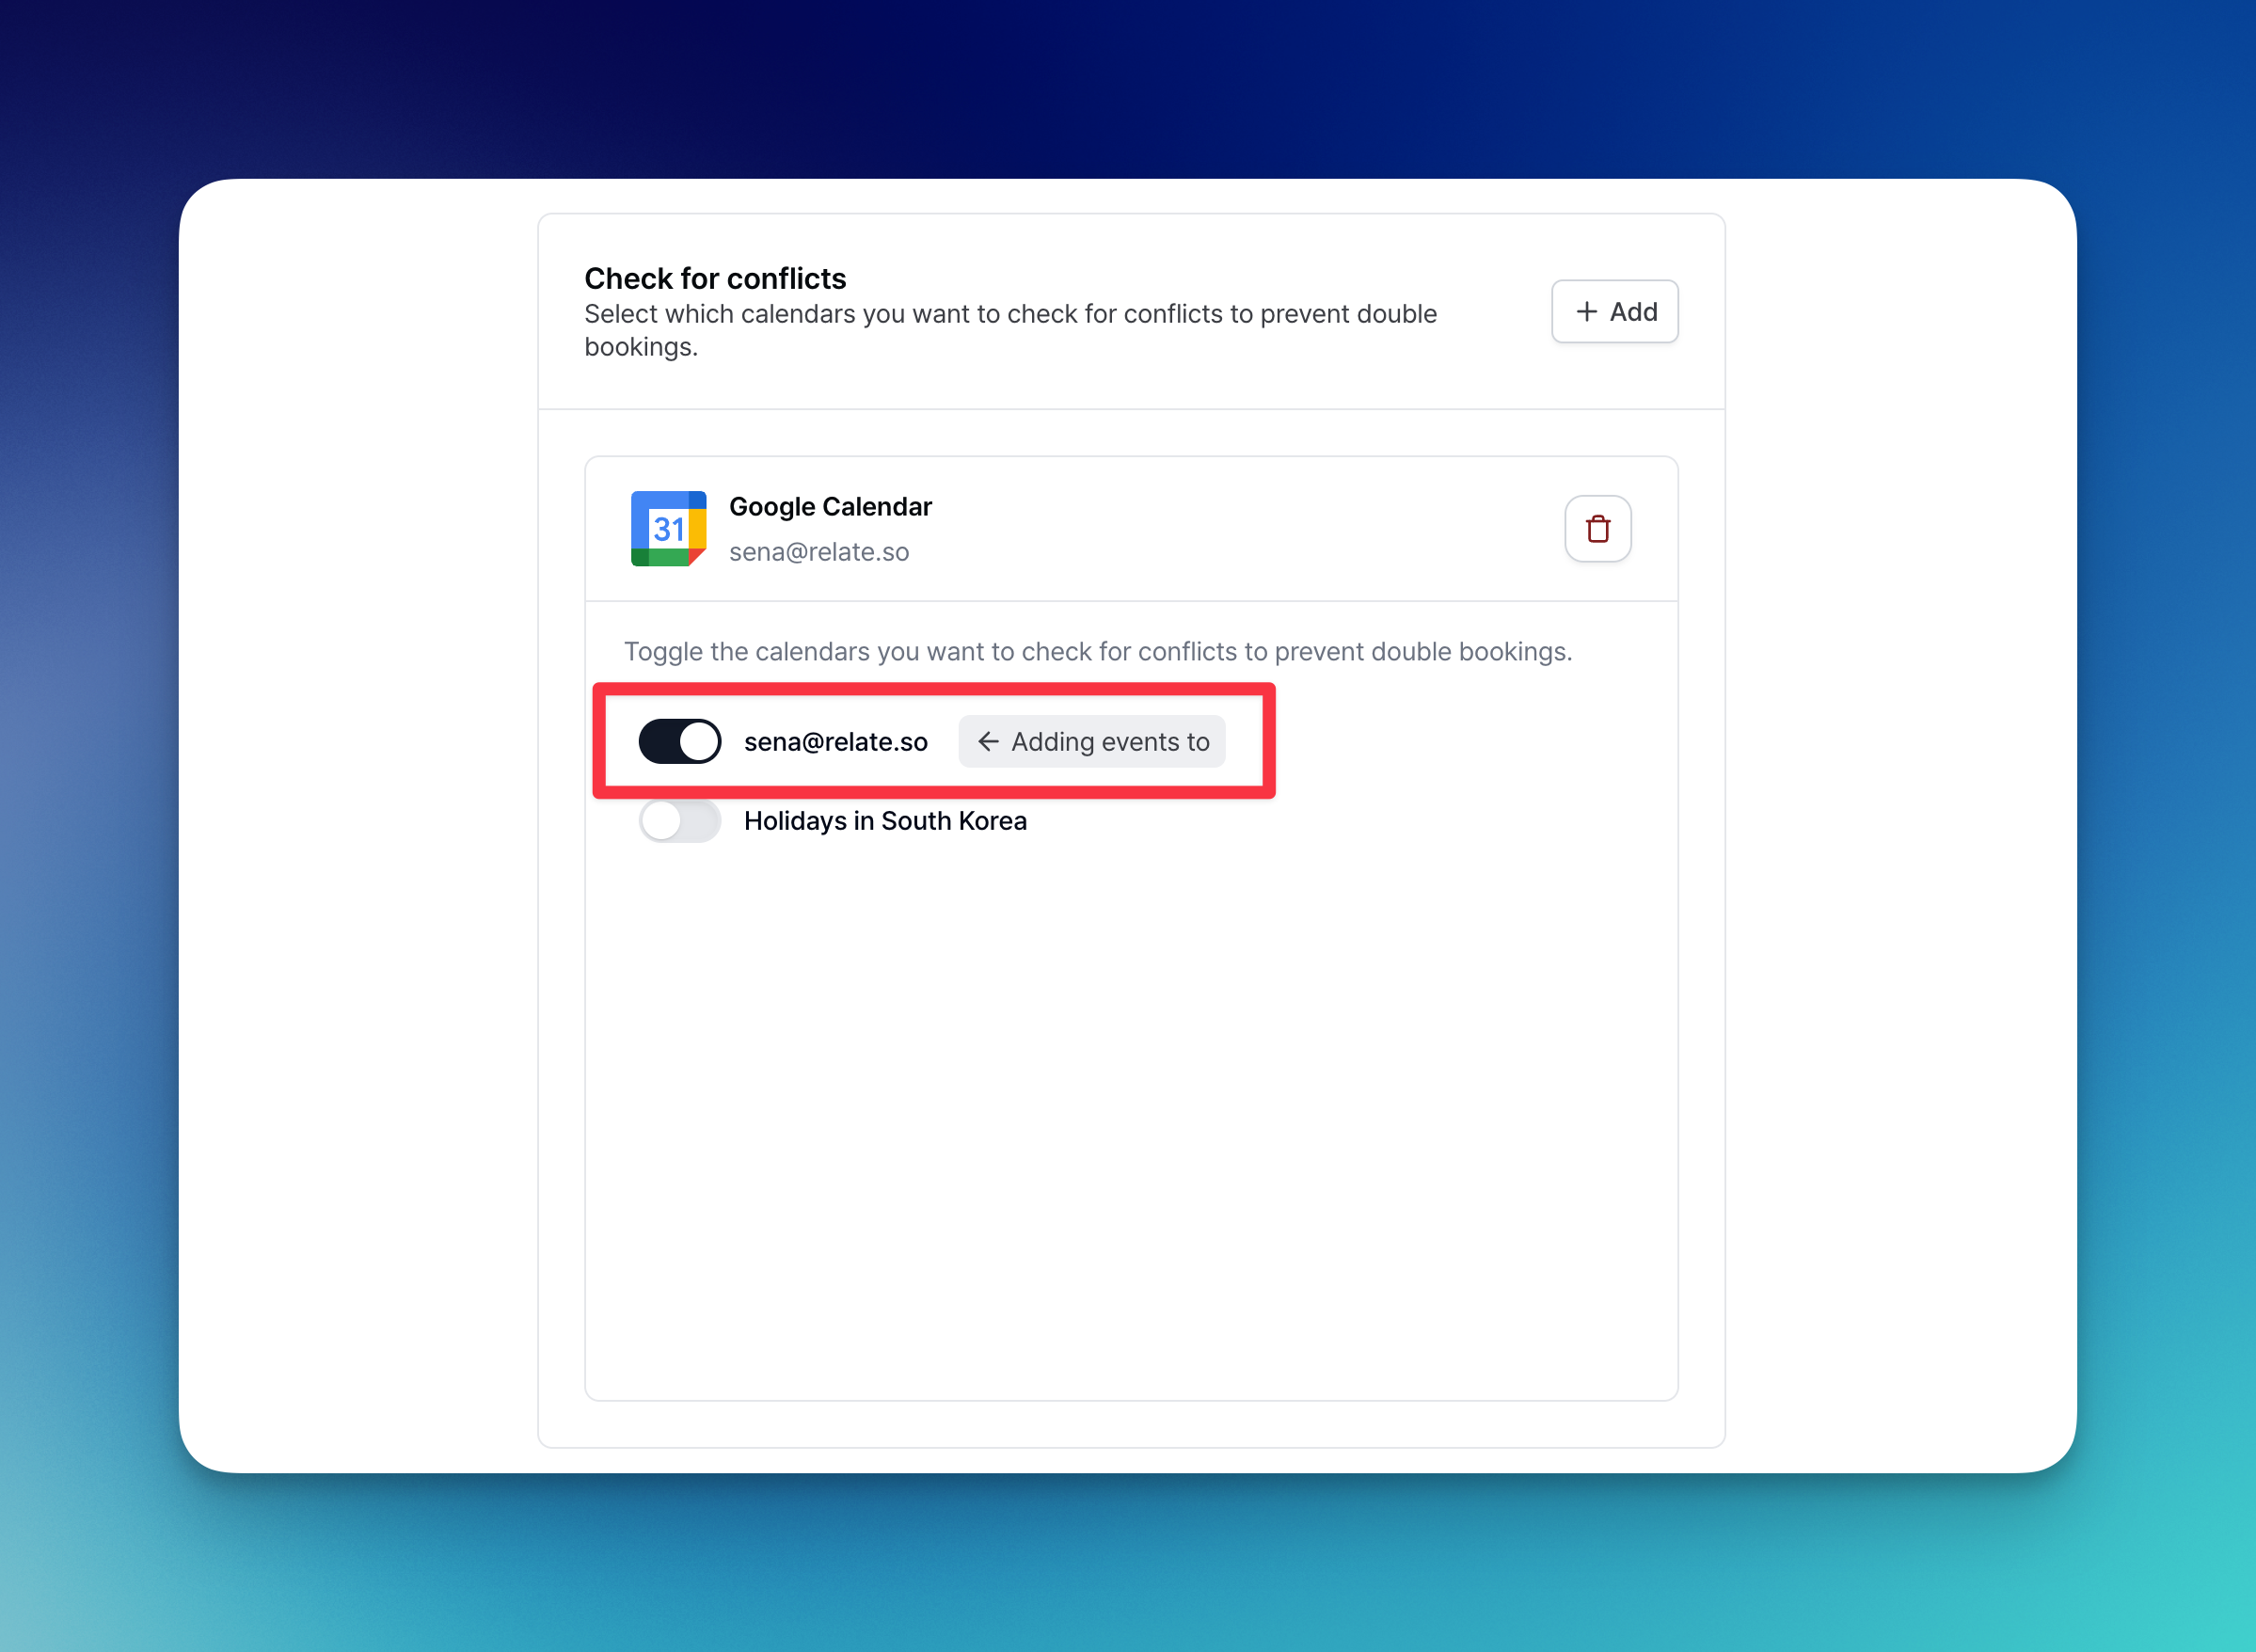 Check for conflicts
Select which calendars you want to check for conflicts to prevent double
bookings.
+ Add
31
Google Calendar
sena@relate.so
Toggle the calendars you want to check for conflicts to prevent double bookings.
sena@relate.so ← Adding events to
Holidays in South Korea